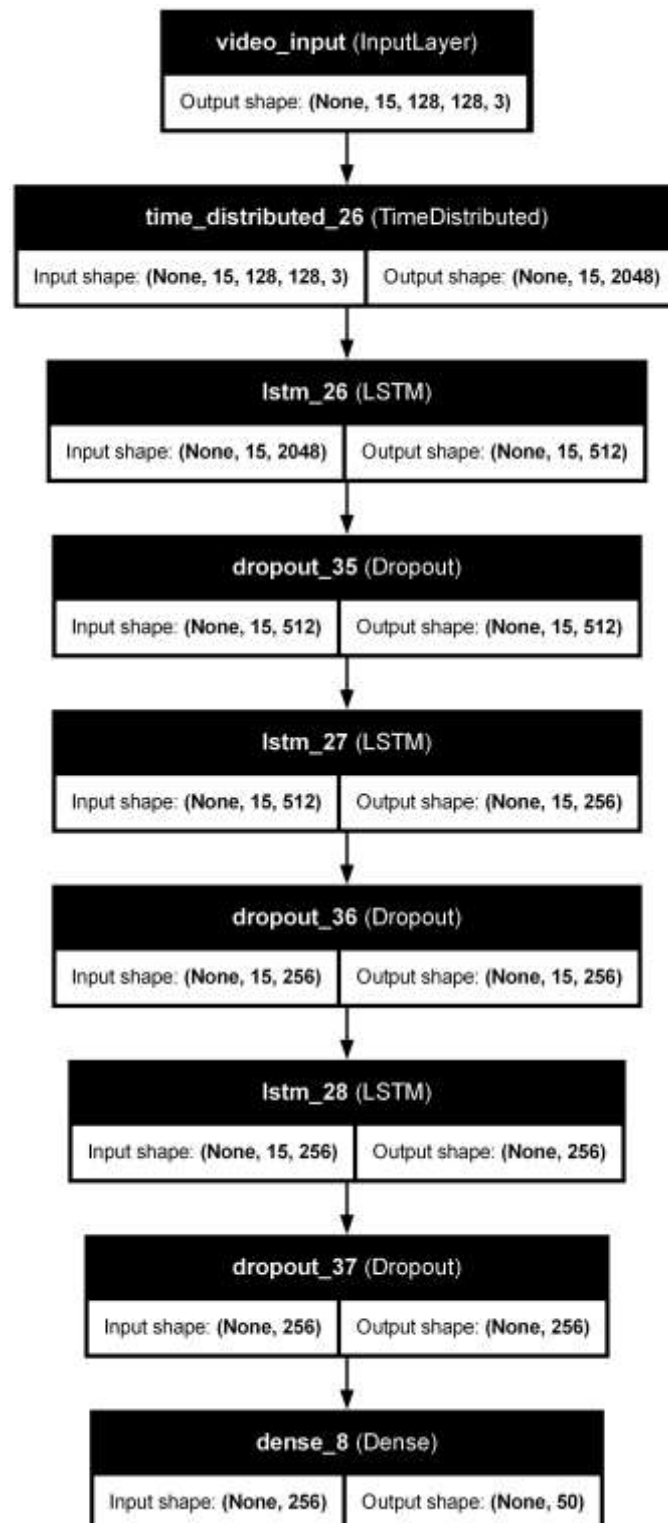 video_input (InputLayer)
Output shape: (None, 15, 128, 128, 3)
time_distributed_26 (TimeDistributed)
Input shape: (None, 15, 128, 128, 3) Output shape: (None, 15, 2048)
lstm_26 (LSTM)
Input shape: (None, 15, 2048) Output shape: (None, 15, 512)
dropout_35 (Dropout)
Input shape: (None, 15, 512) Output shape: (None, 15, 512)
lstm_27 (LSTM)
Input shape: (None, 15, 512) Output shape: (None, 15, 256)
dropout_36 (Dropout)
Input shape: (None, 15, 256) Output shape: (None, 15, 256)
lstm_28 (LSTM)
Input shape: (None, 15, 256) Output shape: (None, 256)
dropout_37 (Dropout)
Input shape: (None, 256) Output shape: (None, 256)
dense_8 (Dense)
Input shape: (None, 256) Output shape: (None, 50)